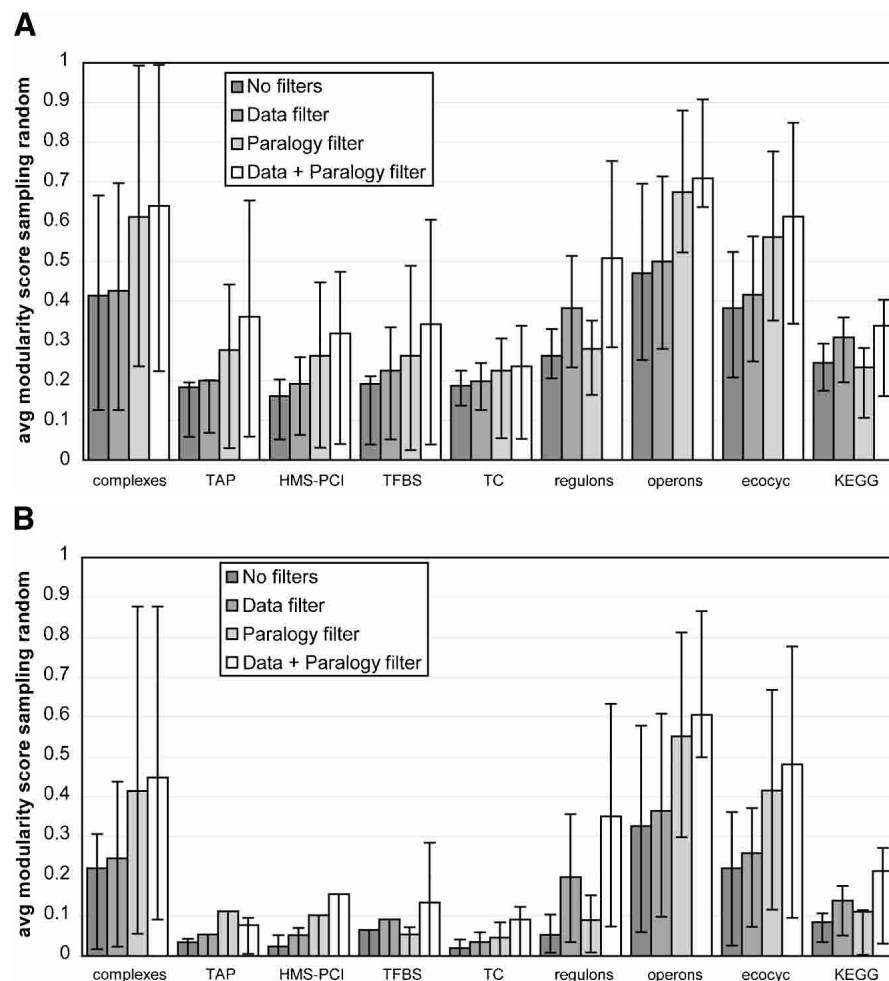 A
avg modularity score sampling random
1
0.9
0.8
0.7
0.6
0.5
0.4
0.3
0.2
0.1
0
No filters
Data filter
Paralogy filter
Data + Paralogy filter
complexes TAP HMS-PCI TFBS TC regulons operons ecocyc KEGG
B
avg modularity score sampling random
1
0.9
0.8
0.7
0.6
0.5
0.4
0.3
0.2
0.1
0
No filters
Data filter
Paralogy filter
Data + Paralogy filter
complexes TAP HMS-PCI TFBS TC regulons operons ecocyc KEGG